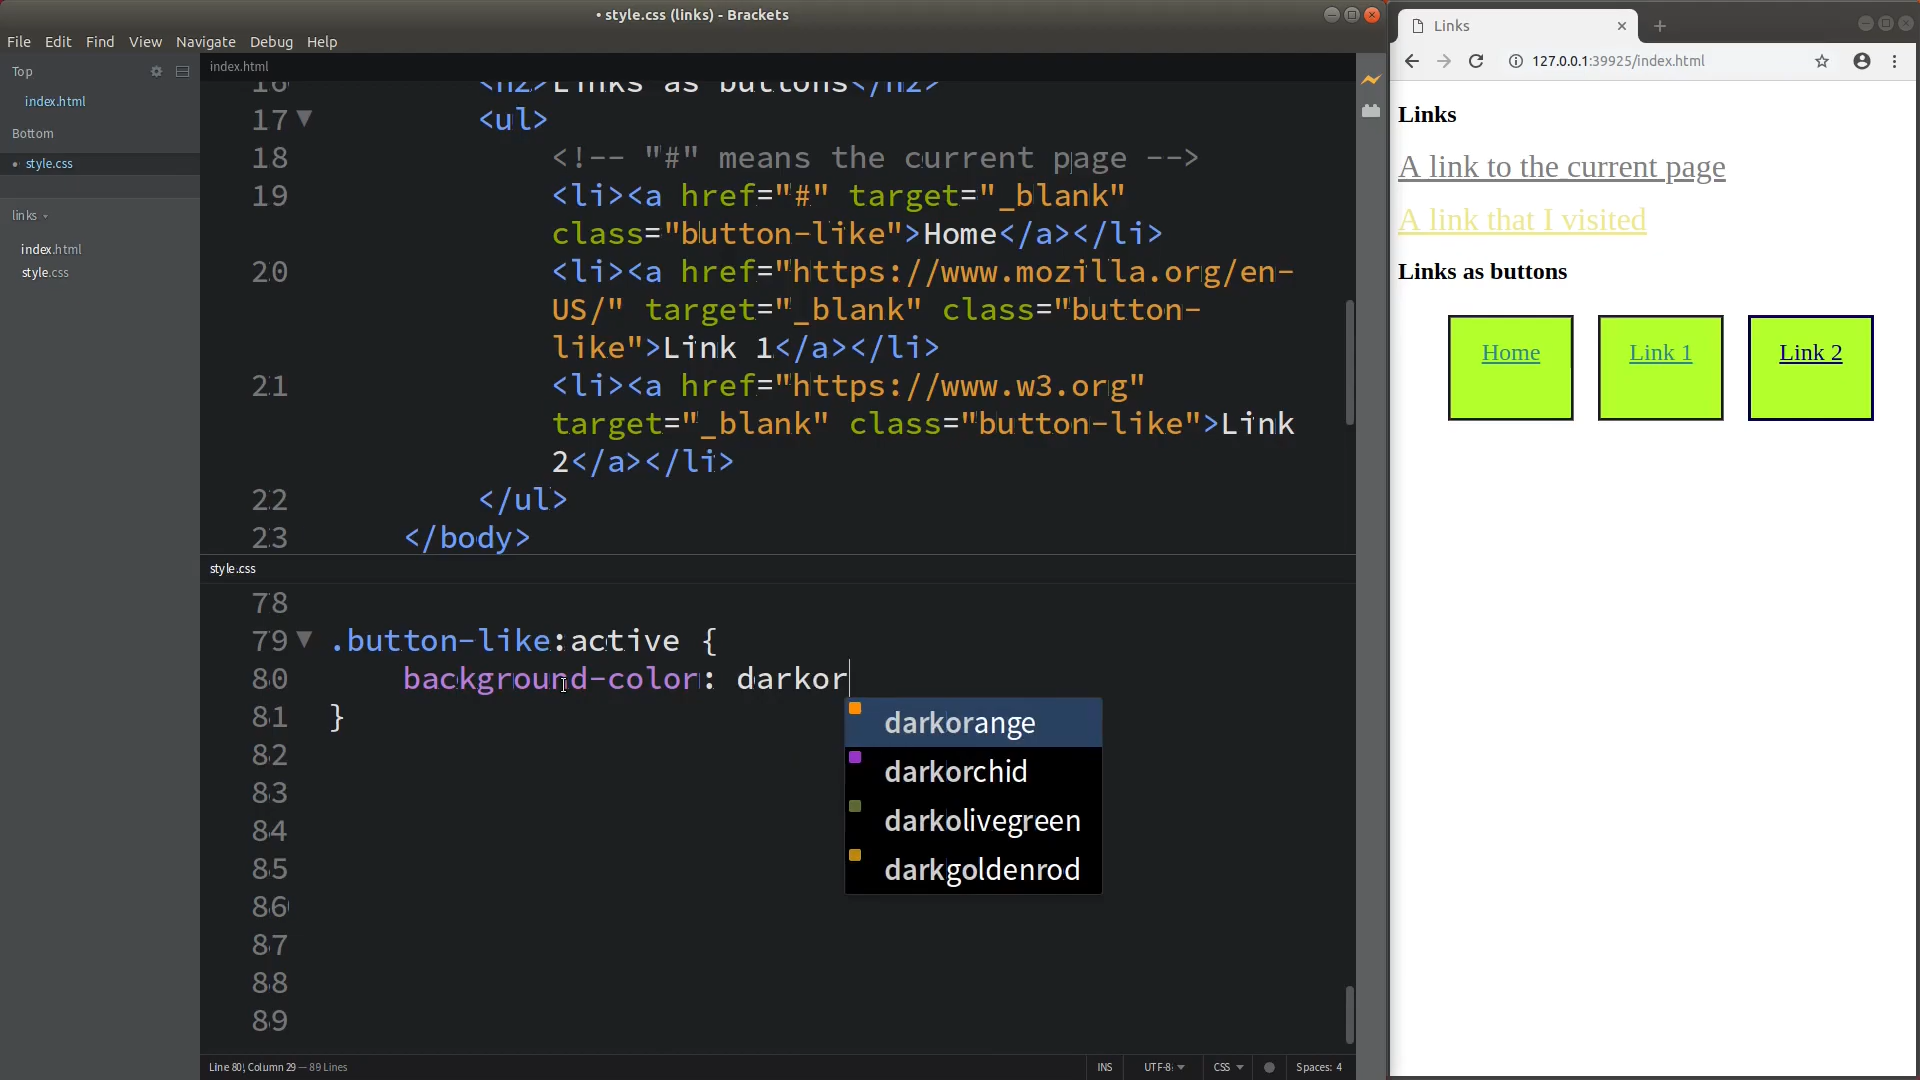 • style.css (links) - Brackets
File Edit Find View Navigate Debug Help
Top
index.html
Bottom
• style.css
links
index.html
style.css
index.html
16 <h2>Links as buttons</h2>
17 <ul>
18 <!-- "#" means the current page -->
19 <li><a href="#" target="_blank"
class="button-like">Home</a></li>
20 <li><a href="https://www.mozilla.org/en-
US/" target="_blank" class="button-
like">Link 1</a></li>
21 <li><a href="https://www.w3.org"
target="_blank" class="button-like">Link
2</a></li>
22 </ul>
23 </body>
style.css
78
79 .button-like:active {
80 background-color: darkor
81 }
82
83
84
85
86
87
88
89
darkorange
darkorchid
darkolivegreen
darkgoldenrod
Line 80, Column 29 — 89 Lines
INS UTF-8 CSS Spaces: 4
Links
127.0.0.1:39925/index.html
Links
A link to the current page
A link that I visited
Links as buttons
Home Link 1 Link 2